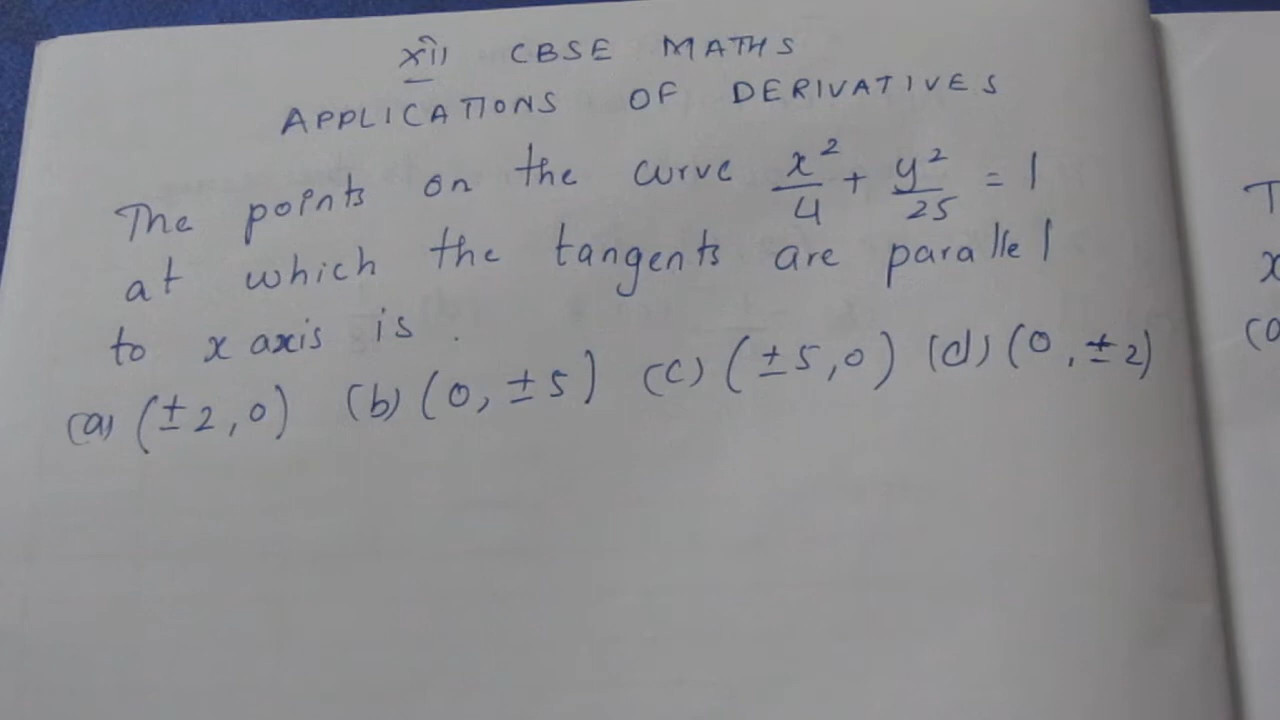 XII CBSE MATHS
APPLICATIONS OF DERIVATIVES
The points on the curve x²/4 + y²/25 = 1
at which the tangents are parallel
to x axis is .
(a) (±2,0) (b) (0, ±5) (c) (±5,0) (d) (0, ±2)
T
x
(a